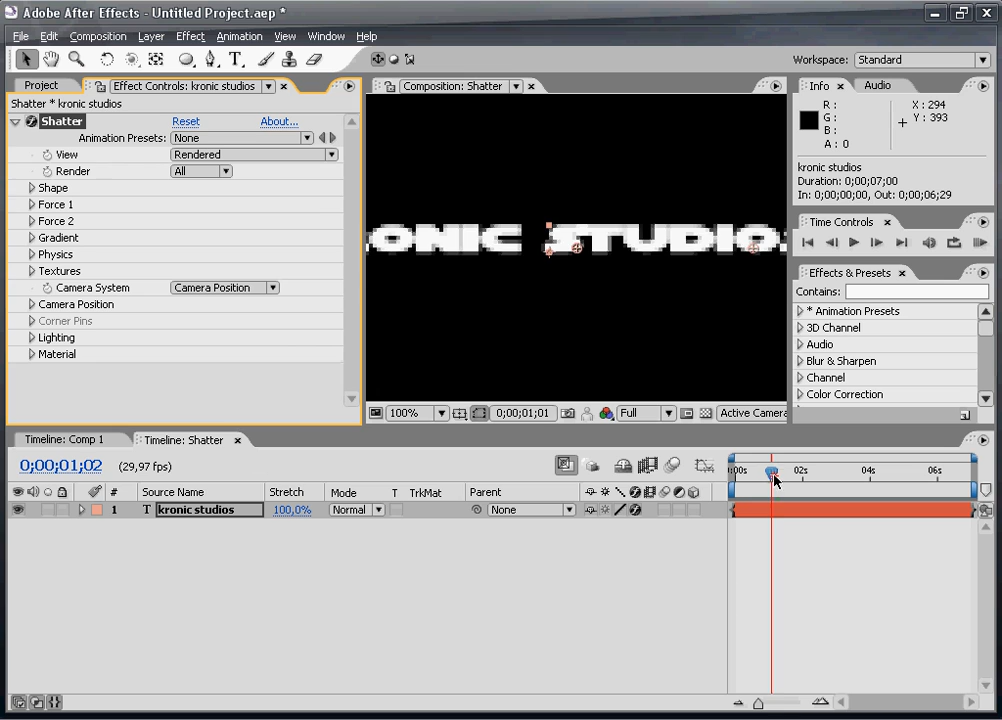 Adobe After Effects - Untitled Project.aep *
File Edit Composition Layer Effect Animation View Window Help
Workspace: Standard
Project Effect Controls: kronic studios
Shatter * kronic studios
Shatter Reset About...
Animation Presets: None
View Rendered
Render All
Shape
Force 1
Force 2
Gradient
Physics
Textures
Camera System Camera Position
Camera Position
Corner Pins
Lighting
Material
Composition: Shatter
ONIC STUDIO
100% 0;00;01;01 Full Active Camera
Info Audio
R :
G :
B :
A : 0
X : 294
Y : 393
kronic studios
Duration: 0;00;07;00
In: 0;00;00;00, Out: 0;00;06;29
Time Controls
Effects & Presets
Contains:
* Animation Presets
3D Channel
Audio
Blur & Sharpen
Channel
Color Correction
Timeline: Comp 1 Timeline: Shatter
0;00;01;02 (29,97 fps)
:00s 02s 04s 06s
# Source Name Stretch Mode T TrkMat Parent
1 T kronic studios 100,0% Normal None